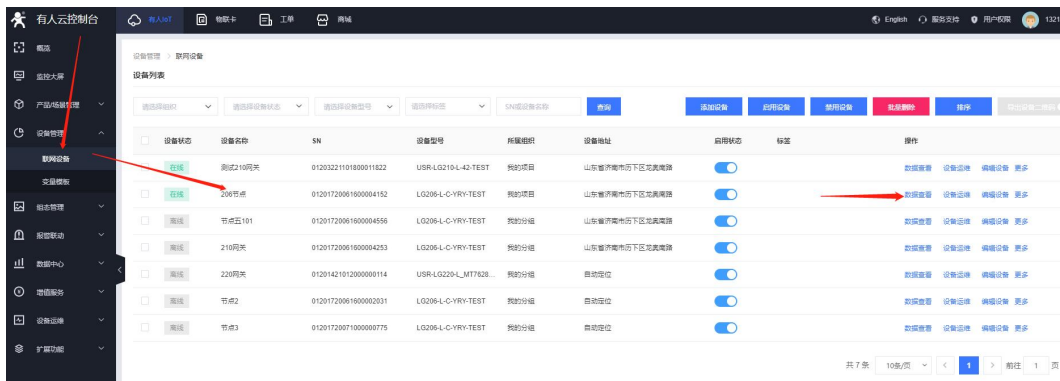 有人云控制台 有人IoT 物联卡 工单 商城 English 服务支持 用户权限 1321
概览
监控大屏
产品/场景管理
设备管理
联网设备
变量模板
组态管理
报警联动
数据中心
增值服务
设备运维
扩展功能
设备管理 > 联网设备
设备列表
请选择组织 请选择设备状态 请选择设备型号 请选择标签 SN或设备名称 查询 添加设备 启用设备 禁用设备 批量删除 排序 导出设备二维码
设备状态 设备名称 SN 设备型号 所属组织 设备地址 启用状态 标签 操作
在线 测试210网关 01203221101800011822 USR-LG210-L-42-TEST 我的项目 山东省济南市历下区龙奥南路 数据查看 设备运维 编辑设备 更多
在线 206节点 01201720061600004152 LG206-L-C-YRY-TEST 我的项目 山东省济南市历下区龙奥南路 数据查看 设备运维 编辑设备 更多
离线 节点五101 01201720061600004556 LG206-L-C-YRY-TEST 我的分组 山东省济南市历下区龙奥南路 数据查看 设备运维 编辑设备 更多
离线 210网关 01201720061600004253 LG206-L-C-YRY-TEST 我的分组 山东省济南市历下区龙奥南路 数据查看 设备运维 编辑设备 更多
离线 220网关 01201421012000000114 USR-LG220-L_MT7628... 我的分组 自动定位 数据查看 设备运维 编辑设备 更多
离线 节点2 01201720061600002031 LG206-L-C-YRY-TEST 我的分组 自动定位 数据查看 设备运维 编辑设备 更多
离线 节点3 01201720071000000775 LG206-L-C-YRY-TEST 我的分组 自动定位 数据查看 设备运维 编辑设备 更多
共 7 条 10条/页 < 1 > 前往 1 页